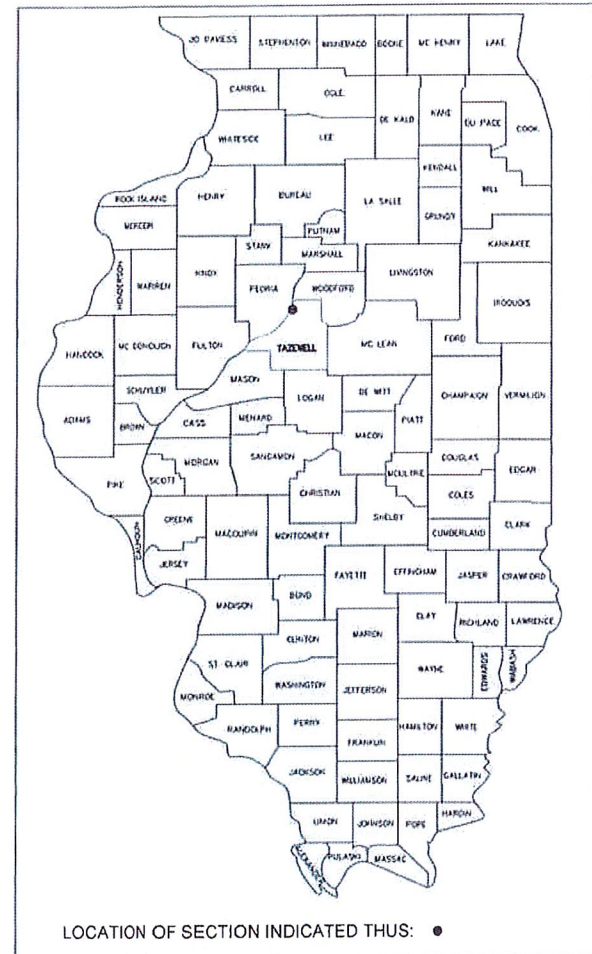 JO DAVIESS STEPHENSON WINNEBAGO BOONE MC HENRY LAKE
CARROLL OGLE DE KALB KANE DU PAGE COOK
WHITESIDE LEE
KENDALL
ROCK ISLAND HENRY BUREAU LA SALLE GRUNDY WILL
MERCER PUTNAM
HENDERSON WARREN KNOX STARK MARSHALL LIVINGSTON KANKAKEE
PEORIA WOODFORD IROQUOIS
HANCOCK MC DONOUGH FULTON TAZEWELL MC LEAN FORD
MASON
SCHUYLER LOGAN DE WITT CHAMPAIGN VERMILION
ADAMS BROWN CASS MENARD PIATT
MACON
MORGAN SANGAMON DOUGLAS EDGAR
PIKE SCOTT CHRISTIAN MOULTRIE COLES
GREENE MACOUPIN SHELBY
CALHOUN MONTGOMERY CUMBERLAND CLARK
JERSEY FAYETTE EFFINGHAM JASPER CRAWFORD
MADISON BOND
CLAY RICHLAND LAWRENCE
CLINTON MARION
ST. CLAIR WAYNE EDWARDS WABASH
WASHINGTON JEFFERSON
MONROE
RANDOLPH PERRY HAMILTON WHITE
FRANKLIN
JACKSON WILLIAMSON SALINE GALLATIN
UNION JOHNSON POPE HARDIN
ALEXANDER PULASKI MASSAC
LOCATION OF SECTION INDICATED THUS: ●